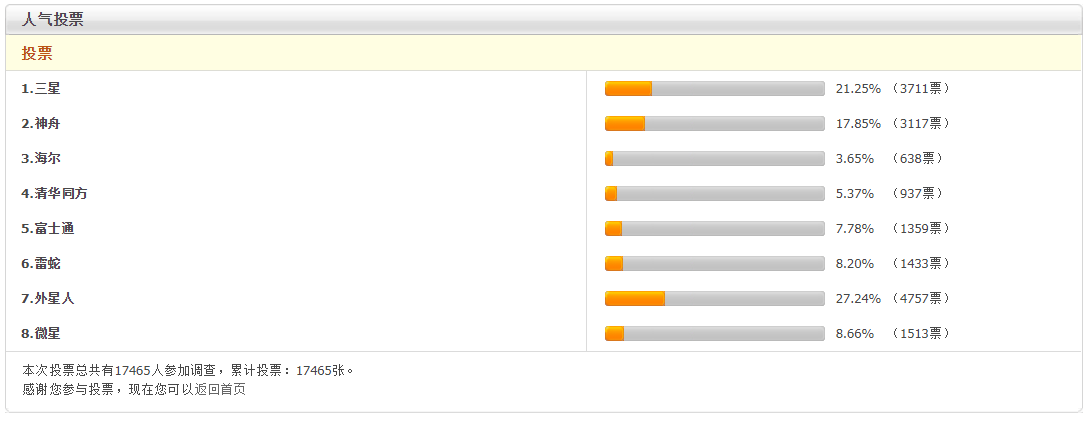 人气投票
投票
1.三星 21.25% （3711票）
2.神舟 17.85% （3117票）
3.海尔 3.65% （638票）
4.清华同方 5.37% （937票）
5.富士通 7.78% （1359票）
6.雷蛇 8.20% （1433票）
7.外星人 27.24% （4757票）
8.微星 8.66% （1513票）
本次投票总共有17465人参加调查，累计投票：17465张。
感谢您参与投票，现在您可以返回首页